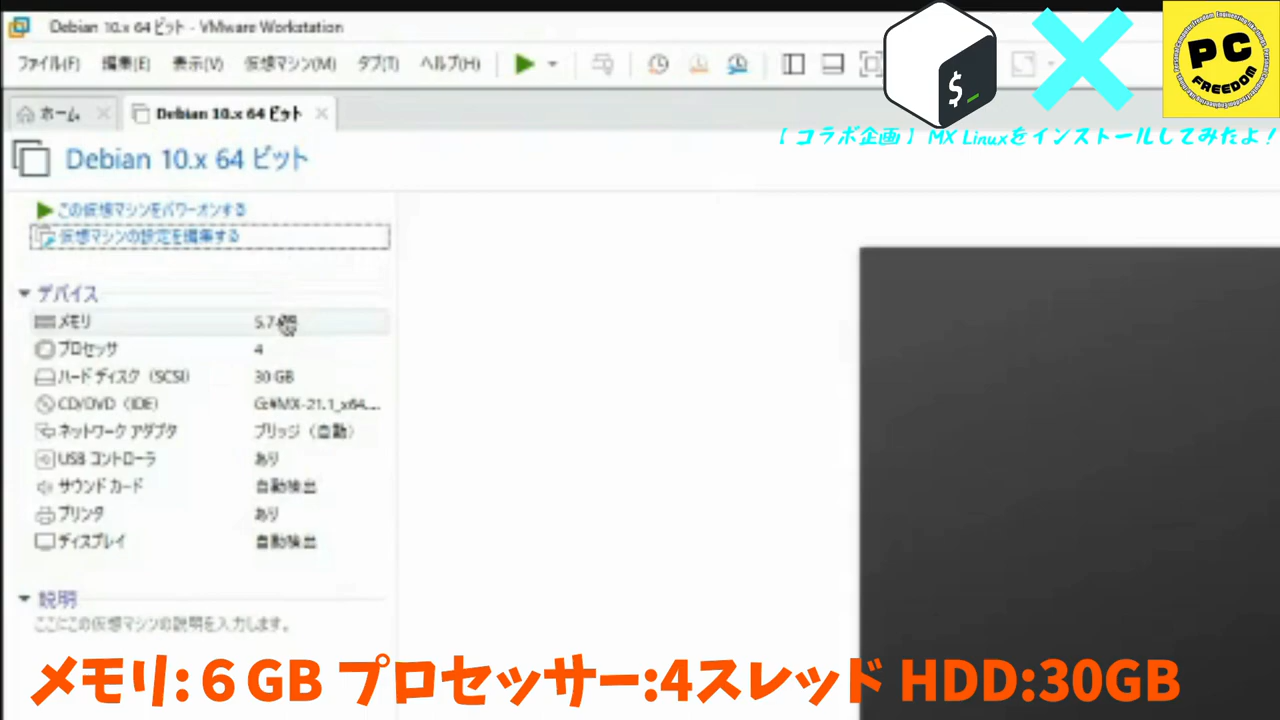 Debian 10.x 64 ビット - VMware Workstation
ファイル(F) 編集(E) 表示(V) 仮想マシン(M) タブ(T) ヘルプ(H)
ホーム Debian 10.x 64 ビット
Debian 10.x 64 ビット
$_
PC
FREEDOM
【コラボ企画】MX Linuxをインストールしてみたよ!
この仮想マシンをパワーオンする
仮想マシンの設定を編集する
デバイス
メモリ 5.7
プロセッサ 4
ハード ディスク (SCSI) 30 GB
CD/DVD (IDE) G:¥MX-21.1_x64....
ネットワーク アダプタ ブリッジ (自動)
USB コントローラ あり
サウンド カード 自動検出
プリンタ あり
ディスプレイ 自動検出
説明
ここにこの仮想マシンの説明を入力します。
メモリ:6GB プロセッサー:4スレッド HDD:30GB